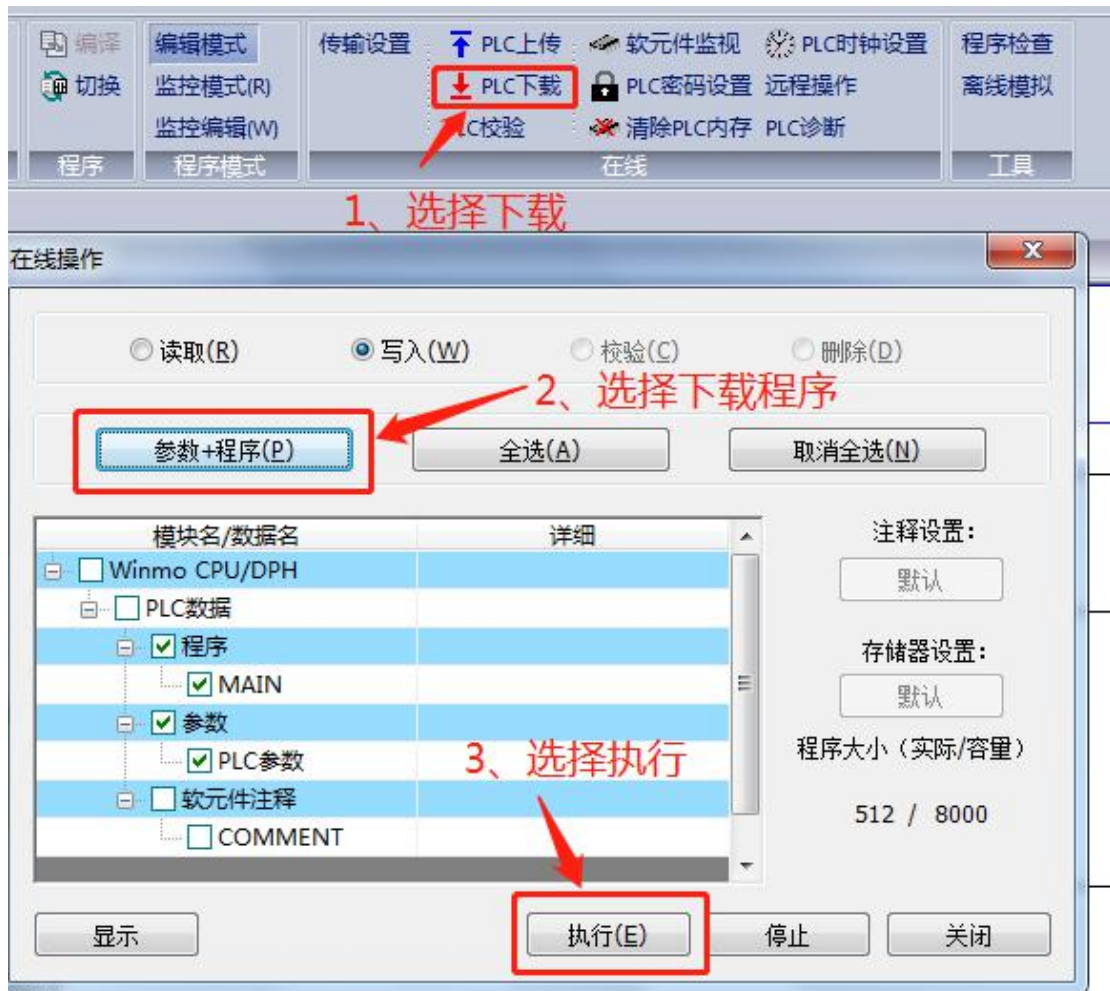 编译 编辑模式 传输设置 PLC上传 软元件监视 PLC时钟设置 程序检查
切换 监控模式(R) PLC下载 PLC密码设置 远程操作 离线模拟
监控编辑(W) LC校验 清除PLC内存 PLC诊断
程序 程序模式 在线 工具
1、选择下载
在线操作
读取(R) 写入(W) 校验(C) 删除(D)
2、选择下载程序
参数+程序(P) 全选(A) 取消全选(N)
模块名/数据名 详细 注释设置:
Winmo CPU/DPH 默认
PLC数据
程序 存储器设置:
MAIN 默认
参数
PLC参数 3、选择执行 程序大小（实际/容量）
软元件注释
COMMENT 512 / 8000
显示 执行(E) 停止 关闭